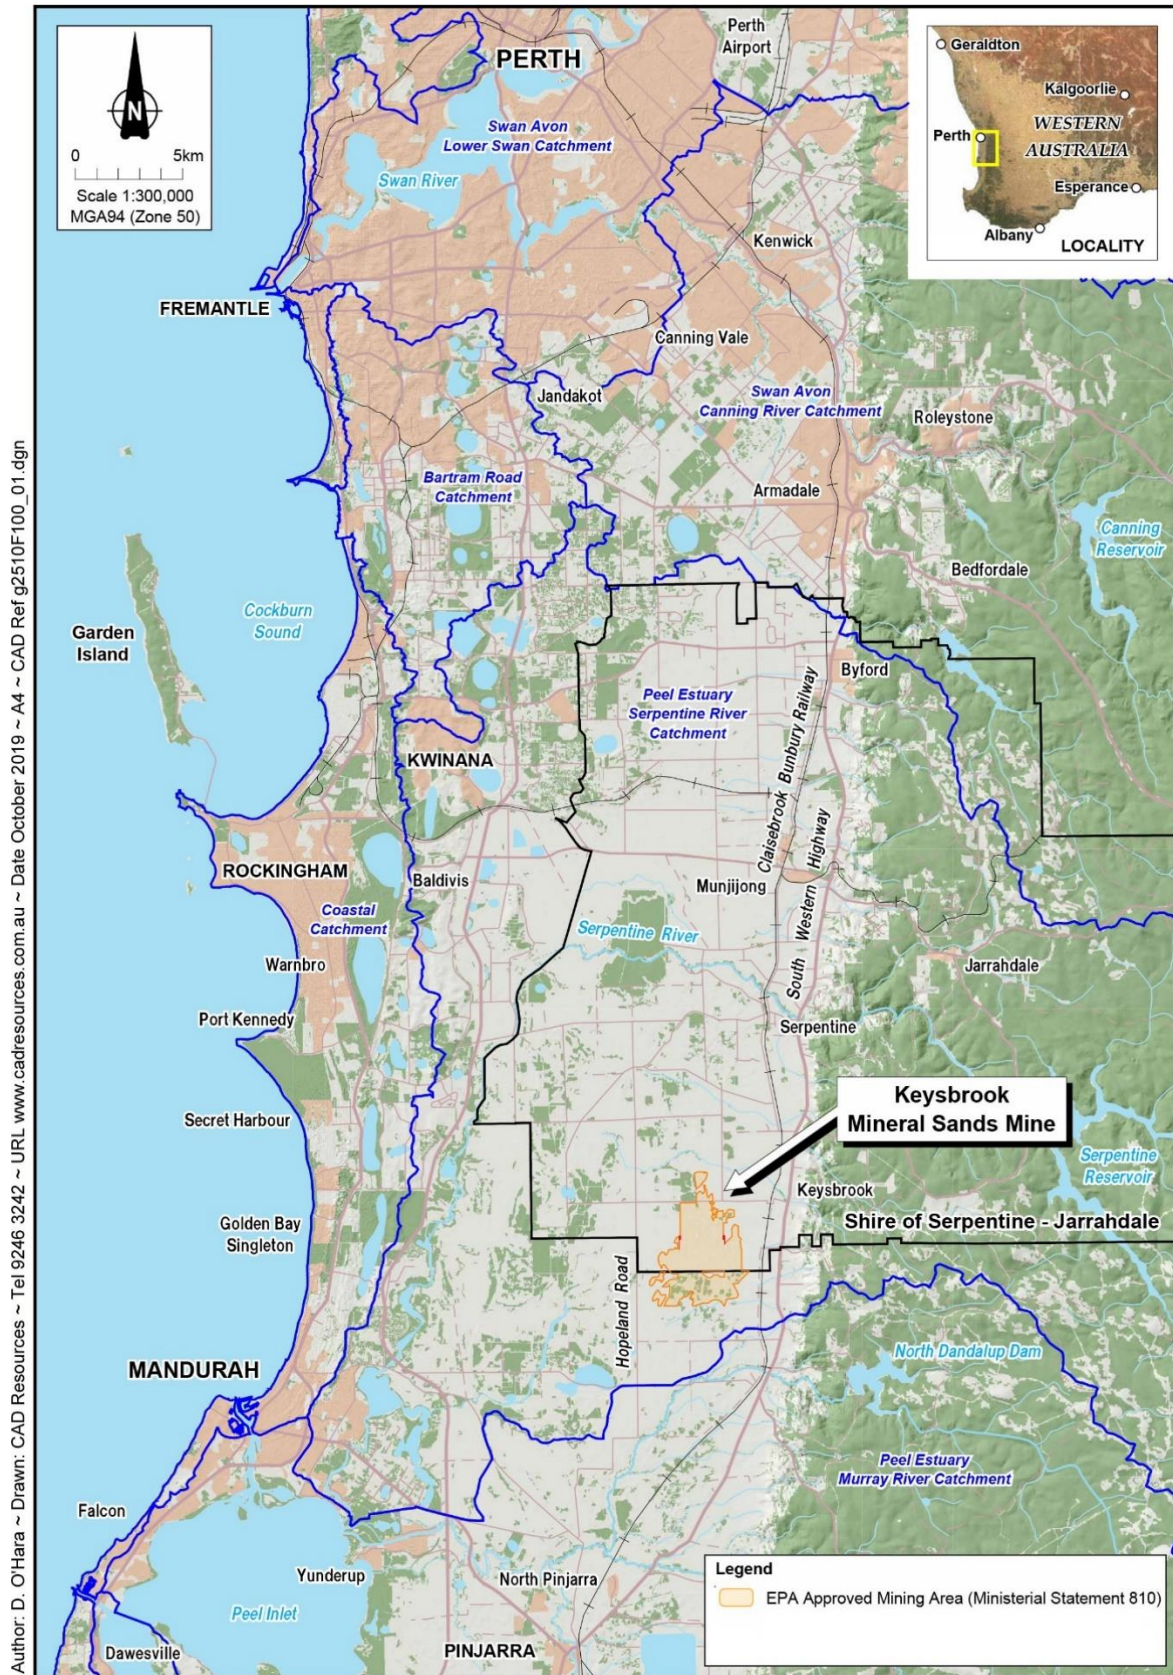 PERTH
Perth
Airport
N
0 5km
Scale 1:300,000
MGA94 (Zone 50)
Geraldton
Kalgoorlie
Perth
WESTERN
AUSTRALIA
Esperance
Albany
LOCALITY
Swan Avon
Lower Swan Catchment
Swan River
Kenwick
FREMANTLE
Canning Vale
Jandakot
Swan Avon
Canning River Catchment
Roleystone
Bartram Road
Catchment
Armadale
Canning
Reservoir
Bedfordale
Cockburn
Sound
Garden
Island
Byford
Peel Estuary
Serpentine River
Catchment
Claisebrook Bunbury Railway
KWINANA
ROCKINGHAM
Baldivis
Munjijong
South Western Highway
Coastal
Catchment
Serpentine River
Warnbro
Jarrahdale
Port Kennedy
Serpentine
Keysbrook
Mineral Sands Mine
Secret Harbour
Serpentine
Reservoir
Keysbrook
Shire of Serpentine - Jarrahdale
Golden Bay
Singleton
Hopeland Road
MANDURAH
North Dandalup Dam
Peel Estuary
Murray River Catchment
Falcon
Yunderup
North Pinjarra
Peel Inlet
Dawesville
PINJARRA
Legend
EPA Approved Mining Area (Ministerial Statement 810)
Author: D. O'Hara ~ Drawn: CAD Resources ~ Tel 9246 3242 ~ URL www.cadresources.com.au ~ Date October 2019 ~ A4 ~ CAD Ref g2510F100_01.dgn